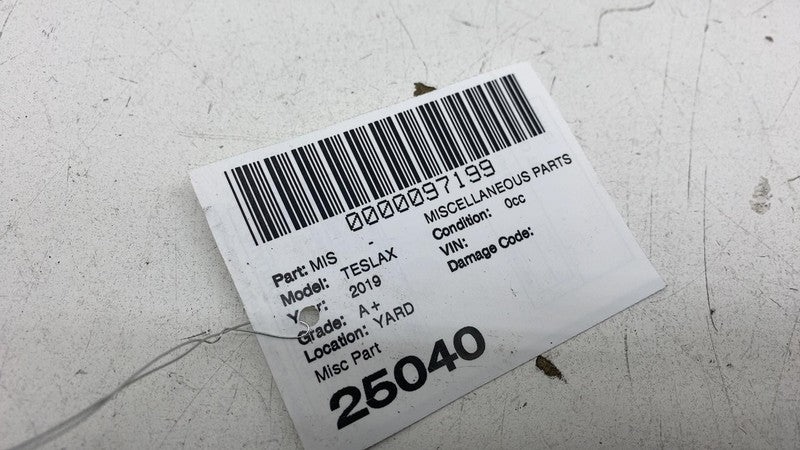 0000097199
Part: MIS - MISCELLANEOUS PARTS
Model: TESLAX Condition: 0cc
Year: 2019 VIN:
Grade: A+ Damage Code:
Location: YARD
Misc Part
25040